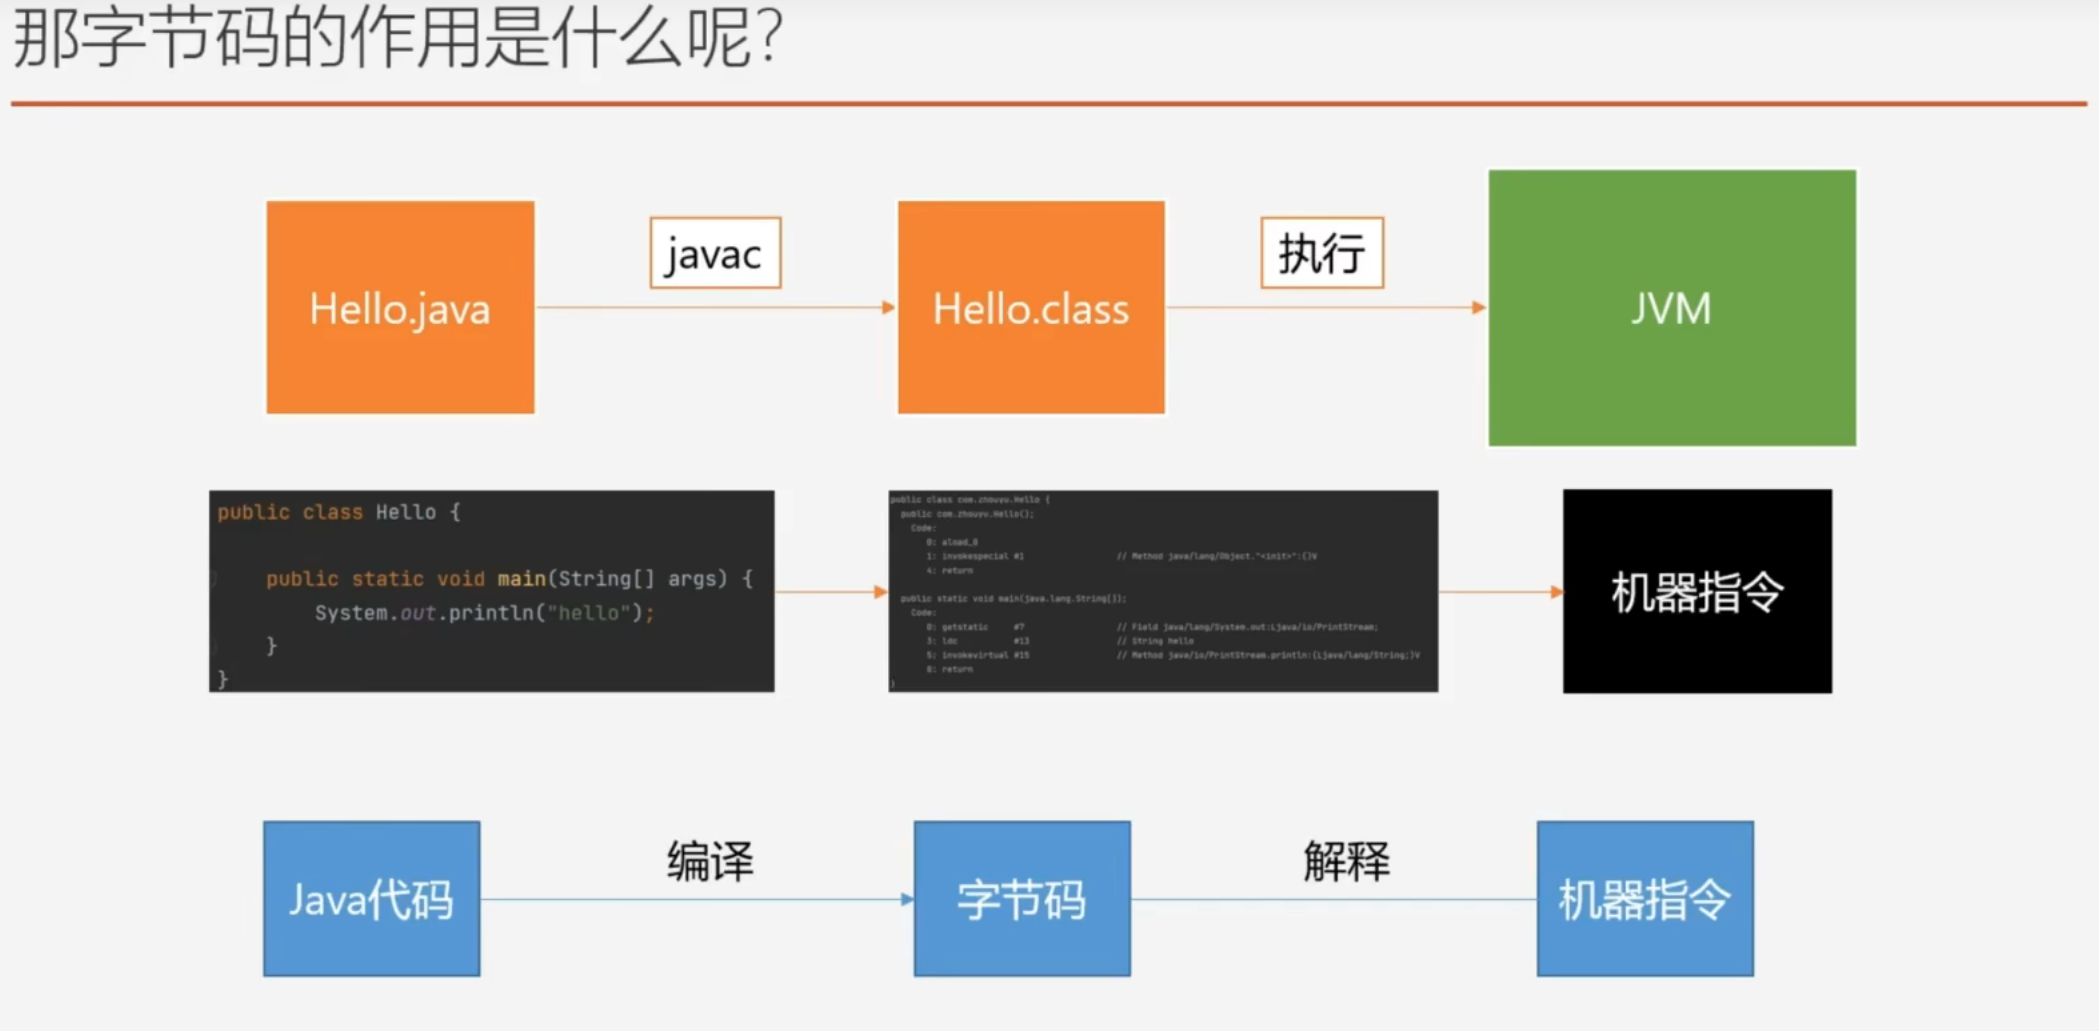 那字节码的作用是什么呢?
javac
执行
Hello.java
Hello.class
JVM
public class Hello {
public static void main(String[] args) {
System.out.println("hello");
}
}
public class com.zhouyu.Hello {
public com.zhouyu.Hello();
Code:
0: aload_0
1: invokespecial #1 // Method java/lang/Object."<init>":()V
4: return
public static void main(java.lang.String[]);
Code:
0: getstatic #7 // Field java/lang/System.out:Ljava/io/PrintStream;
3: ldc #13 // String hello
5: invokevirtual #15 // Method java/io/PrintStream.println:(Ljava/lang/String;)V
8: return
}
机器指令
编译
解释
Java代码
字节码
机器指令